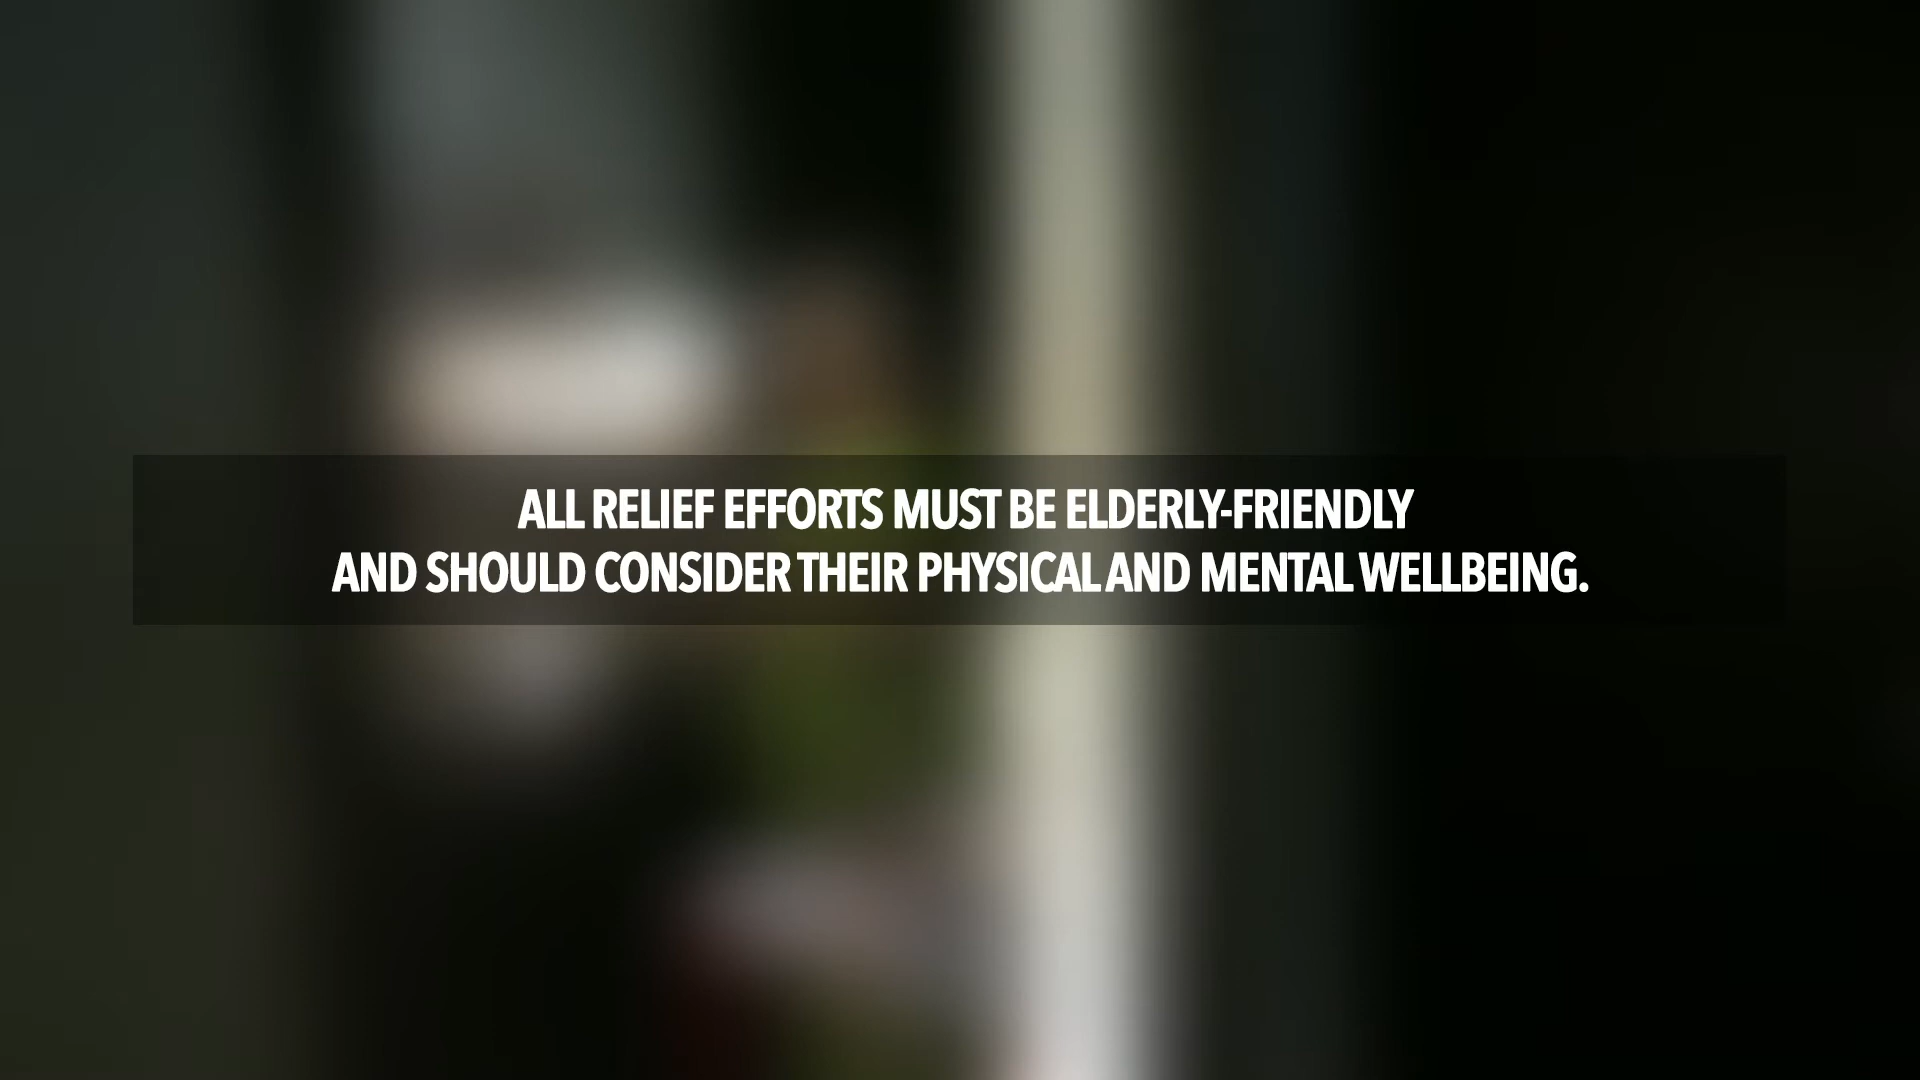 ALL RELIEF EFFORTS MUST BE ELDERLY-FRIENDLY
AND SHOULD CONSIDER THEIR PHYSICAL AND MENTAL WELLBEING.